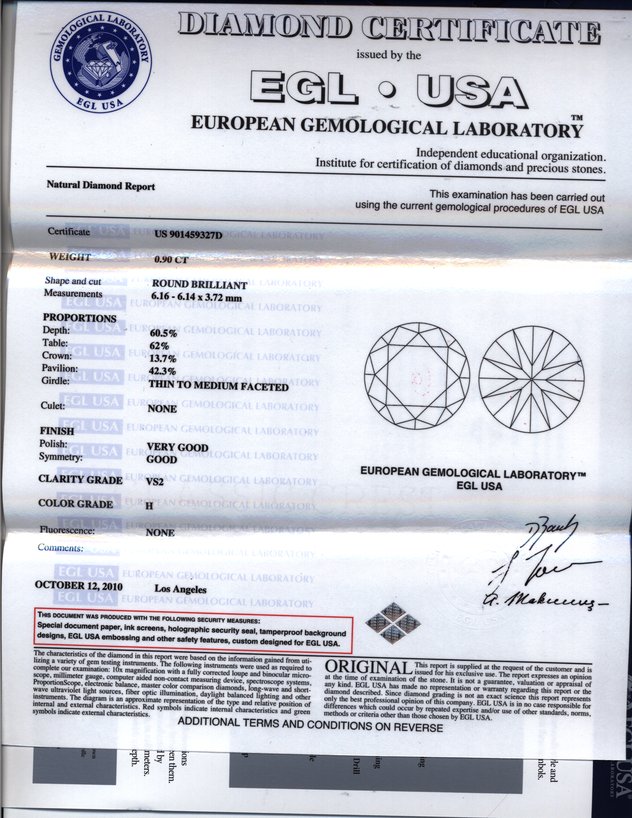 GEMOLOGICAL LABORATORY
EGL USA
DIAMOND CERTIFICATE
issued by the
EGL • USA
EUROPEAN GEMOLOGICAL LABORATORY™
Independent educational organization.
Institute for certification of diamonds and precious stones.
Natural Diamond Report
This examination has been carried out
using the current gemological procedures of EGL USA
Certificate US 901459327D
WEIGHT 0.90 CT
Shape and cut ROUND BRILLIANT
Measurements 6.16 - 6.14 x 3.72 mm
PROPORTIONS
Depth: 60.5%
Table: 62%
Crown: 13.7%
Pavilion: 42.3%
Girdle: THIN TO MEDIUM FACETED
Culet: NONE
FINISH
Polish: VERY GOOD
Symmetry: GOOD
CLARITY GRADE VS2
COLOR GRADE H
Fluorescence: NONE
Comments:
EUROPEAN GEMOLOGICAL LABORATORY™
EGL USA
OCTOBER 12, 2010 Los Angeles
THIS DOCUMENT WAS PRODUCED WITH THE FOLLOWING SECURITY MEASURES:
Special document paper, ink screens, holographic security seal, tamperproof background
designs, EGL USA embossing and other safety features, custom designed for EGL USA.
The characteristics of the diamond in this report were based on the information gained from uti-
lizing a variety of gem testing instruments. The following instruments were used as required to
complete our examination: 10x magnification with a fully corrected loupe and binocular micro-
scope, millimeter gauge, computer aided non-contact measuring device, spectroscope systems,
ProportionScope, electronic balance, master color comparison diamonds, long-wave and short-
wave ultraviolet light sources, fiber optic illumination, daylight balanced lighting and other
instruments. The diagram is an approximate representation of the type and relative position of
internal and external characteristics. Red symbols indicate internal characteristics and green
symbols indicate external characteristics.
ORIGINAL This report is supplied at the request of the customer and is
issued for his exclusive use. The report expresses an opinion
at the time of examination of the stone. It is not a guarantee, valuation or appraisal of
any kind. EGL USA has made no representation or warranty regarding this report or the
diamond described. Since diamond grading is not an exact science this report represents
only the best professional opinion of this company. EGL USA is in no case responsible for
differences which could occur by repeated expertise and/or use of other standards, norms,
methods or criteria other than those chosen by EGL USA.
ADDITIONAL TERMS AND CONDITIONS ON REVERSE